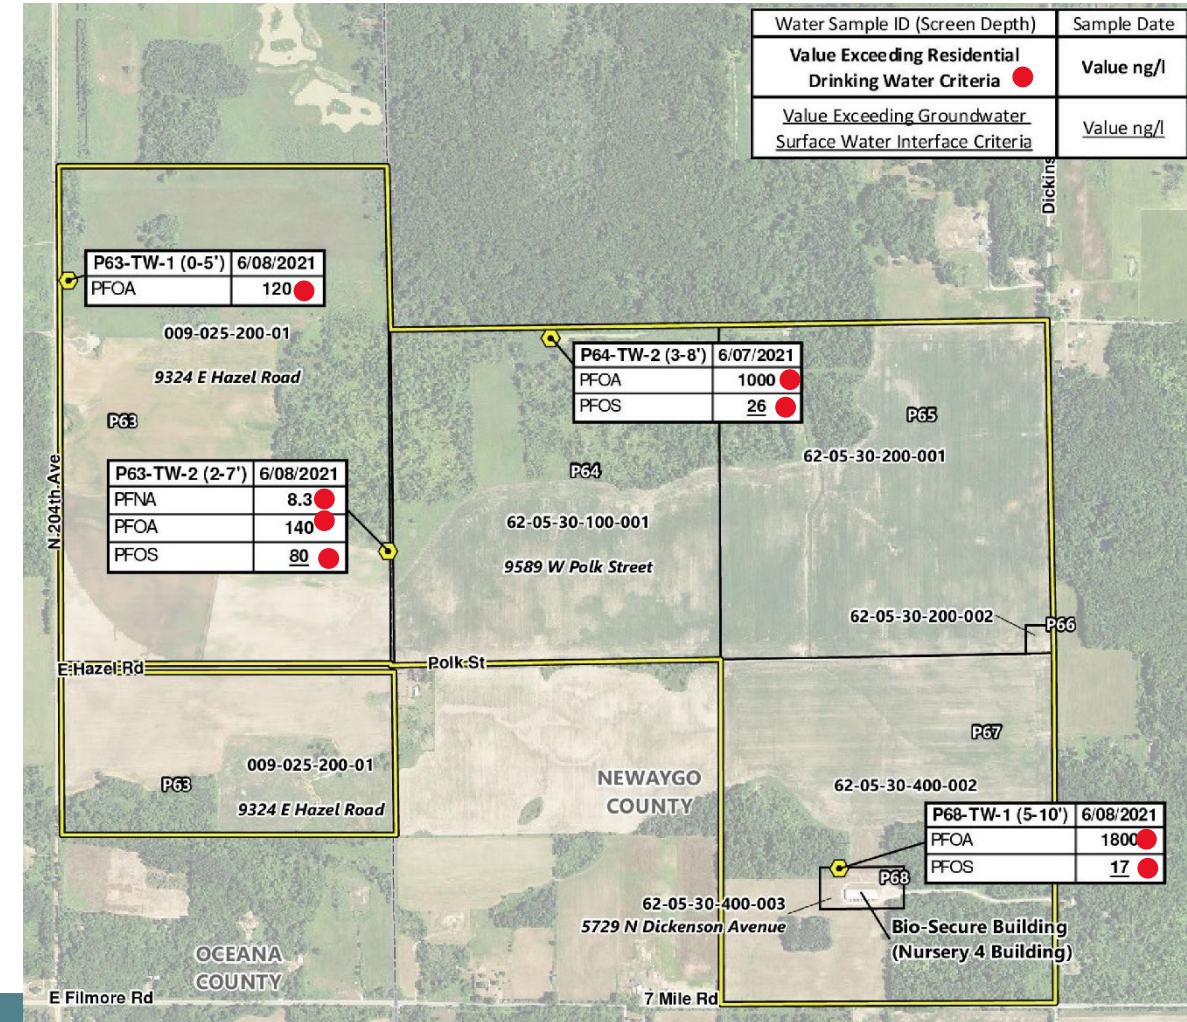 Water Sample ID (Screen Depth) Sample Date
Value Exceeding Residential
Drinking Water Criteria Value ng/l
Value Exceeding Groundwater
Surface Water Interface Criteria Value ng/l
Dickins
P63-TW-1 (0-5') 6/08/2021
PFOA 120
009-025-200-01
9324 E Hazel Road
P63
N 204th Ave
P64-TW-2 (3-8') 6/07/2021
PFOA 1000
PFOS 26
P65
62-05-30-200-001
P63-TW-2 (2-7') 6/08/2021
PFNA 8.3
PFOA 140
PFOS 80
P64
62-05-30-100-001
9589 W Polk Street
62-05-30-200-002
P66
E Hazel Rd
Polk St
P67
62-05-30-400-002
009-025-200-01
P63
9324 E Hazel Road
NEWAYGO
COUNTY
P68-TW-1 (5-10') 6/08/2021
PFOA 1800
PFOS 17
P68
62-05-30-400-003
5729 N Dickenson Avenue
Bio-Secure Building
(Nursery 4 Building)
OCEANA
COUNTY
E Filmore Rd
7 Mile Rd